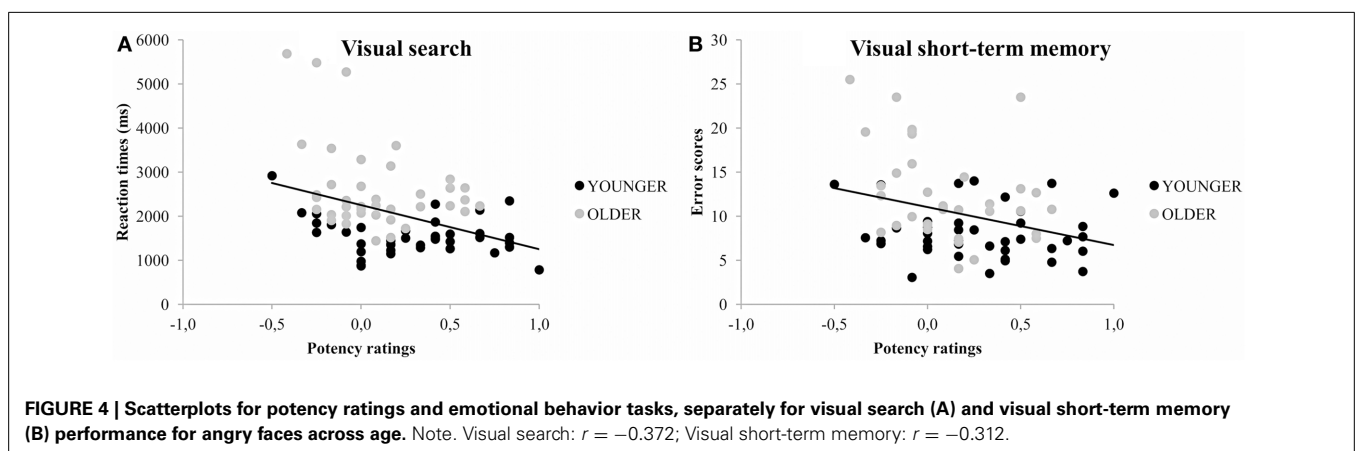 A
Visual search
6000
5000
4000
3000
2000
1000
0
Reaction times (ms)
-1,0 -0,5 0,0 0,5 1,0
Potency ratings
YOUNGER
OLDER
B
Visual short-term memory
30
25
20
15
10
5
0
Error scores
-1,0 -0,5 0,0 0,5 1,0
Potency ratings
YOUNGER
OLDER
FIGURE 4 | Scatterplots for potency ratings and emotional behavior tasks, separately for visual search (A) and visual short-term memory
(B) performance for angry faces across age. Note. Visual search: r = −0.372; Visual short-term memory: r = −0.312.